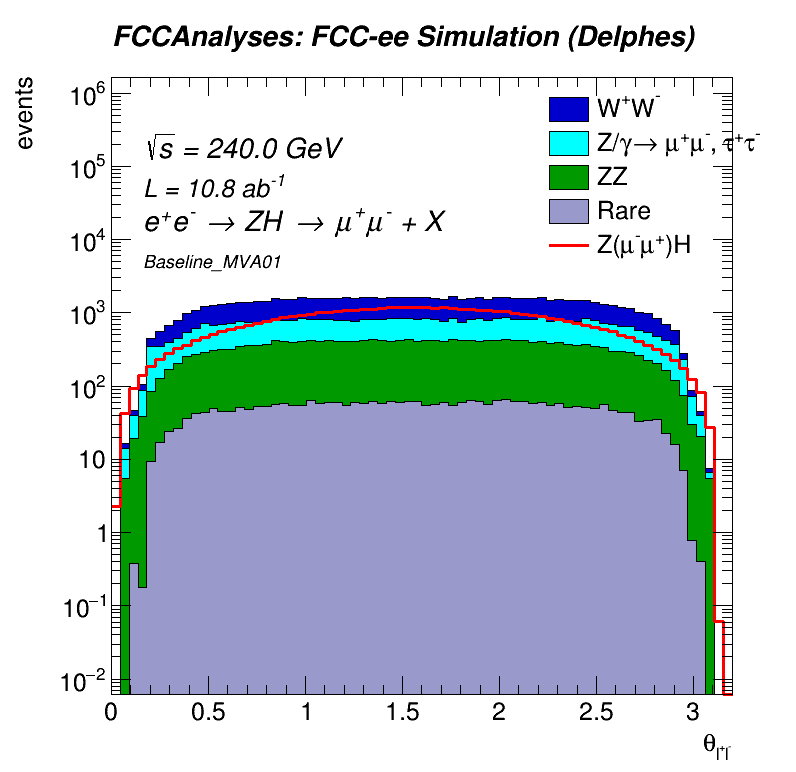 FCCAnalyses: FCC-ee Simulation (Delphes)
events
10⁶
10⁵
10⁴
10³
10²
10
1
10⁻¹
10⁻²
√s = 240.0 GeV
L = 10.8 ab⁻¹
e⁺e⁻ → ZH → μ⁺μ⁻ + X
Baseline_MVA01
W⁺W⁻
Z/γ→ μ⁺μ⁻, τ⁺τ⁻
ZZ
Rare
Z(μ⁻μ⁺)H
0 0.5 1 1.5 2 2.5 3
θ_{l⁺l⁻}